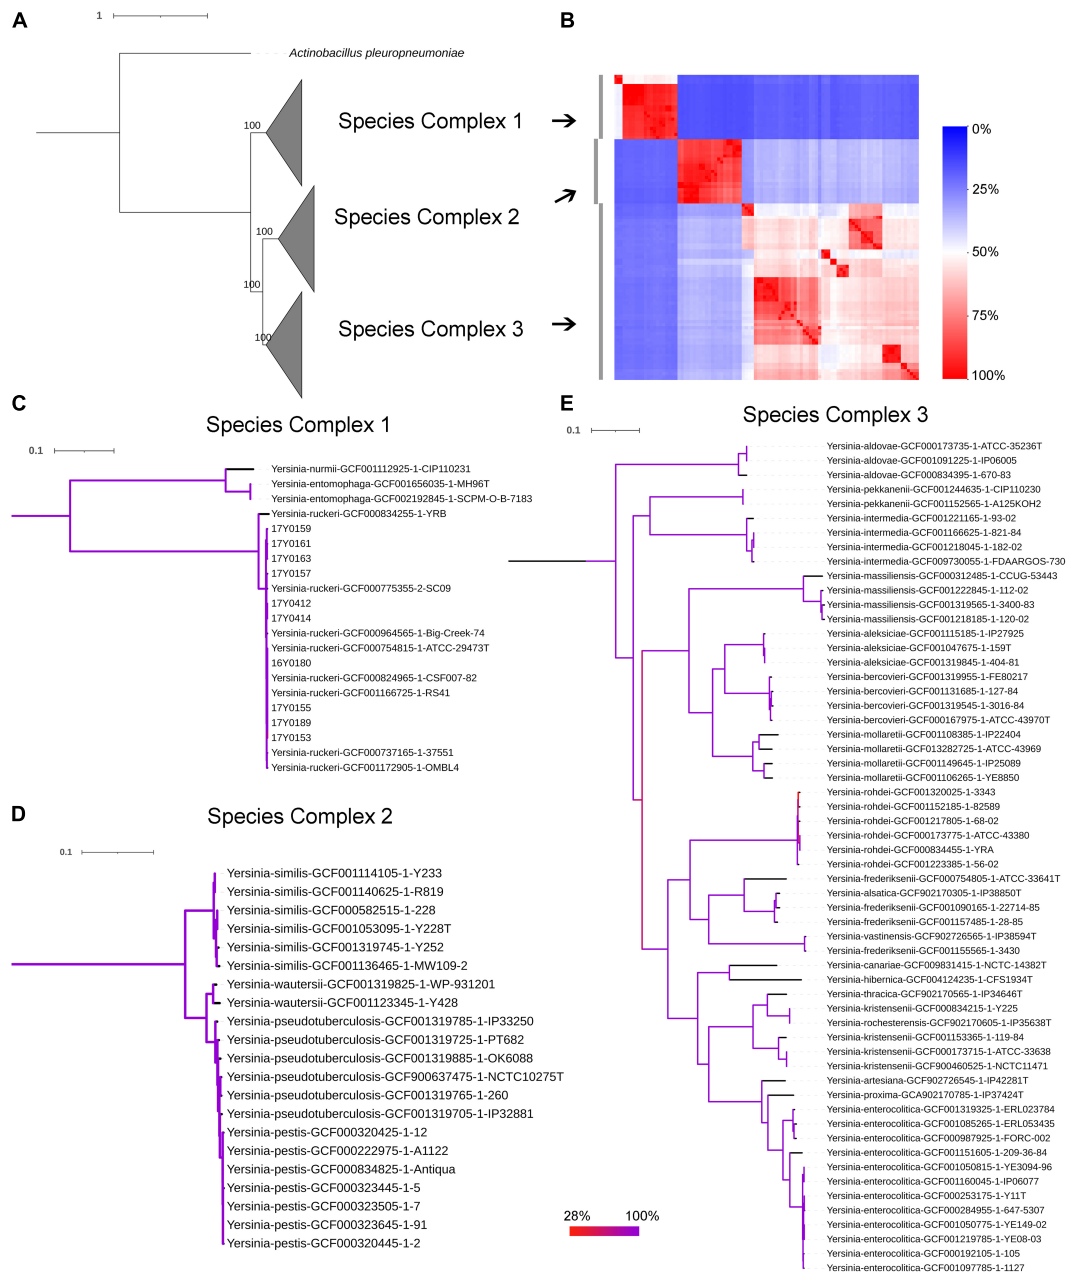 A
1
Actinobacillus pleuropneumoniae
100
Species Complex 1
100
Species Complex 2
100
100
Species Complex 3
B
0%
25%
50%
75%
100%
C
Species Complex 1
0.1
Yersinia-nurmii-GCF001112925-1-CIP110231
Yersinia-entomophaga-GCF001656035-1-MH96T
Yersinia-entomophaga-GCF002192845-1-SCPM-O-B-7183
Yersinia-ruckeri-GCF000834255-1-YRB
17Y0159
17Y0161
17Y0163
17Y0157
Yersinia-ruckeri-GCF000775355-2-SC09
17Y0412
17Y0414
Yersinia-ruckeri-GCF000964565-1-Big-Creek-74
Yersinia-ruckeri-GCF000754815-1-ATCC-29473T
16Y0180
Yersinia-ruckeri-GCF000824965-1-CSF007-82
Yersinia-ruckeri-GCF001166725-1-RS41
17Y0155
17Y0189
17Y0153
Yersinia-ruckeri-GCF000737165-1-37551
Yersinia-ruckeri-GCF001172905-1-OMBL4
D
Species Complex 2
0.1
Yersinia-similis-GCF001114105-1-Y233
Yersinia-similis-GCF001140625-1-R819
Yersinia-similis-GCF000582515-1-228
Yersinia-similis-GCF001053095-1-Y228T
Yersinia-similis-GCF001319745-1-Y252
Yersinia-similis-GCF001136465-1-MW109-2
Yersinia-wautersii-GCF001319825-1-WP-931201
Yersinia-wautersii-GCF001123345-1-Y428
Yersinia-pseudotuberculosis-GCF001319785-1-IP33250
Yersinia-pseudotuberculosis-GCF001319725-1-PT682
Yersinia-pseudotuberculosis-GCF001319885-1-OK6088
Yersinia-pseudotuberculosis-GCF900637475-1-NCTC10275T
Yersinia-pseudotuberculosis-GCF001319765-1-260
Yersinia-pseudotuberculosis-GCF001319705-1-IP32881
Yersinia-pestis-GCF000320425-1-12
Yersinia-pestis-GCF000222975-1-A1122
Yersinia-pestis-GCF000834825-1-Antiqua
Yersinia-pestis-GCF000323445-1-5
Yersinia-pestis-GCF000323505-1-7
Yersinia-pestis-GCF000323645-1-91
Yersinia-pestis-GCF000320445-1-2
E
Species Complex 3
0.1
Yersinia-aldovae-GCF000173735-1-ATCC-35236T
Yersinia-aldovae-GCF001091225-1-IP06005
Yersinia-aldovae-GCF000834395-1-670-83
Yersinia-pekkanenii-GCF001244635-1-CIP110230
Yersinia-pekkanenii-GCF001152565-1-A125KOH2
Yersinia-intermedia-GCF001221165-1-93-02
Yersinia-intermedia-GCF001166625-1-821-84
Yersinia-intermedia-GCF001218045-1-182-02
Yersinia-intermedia-GCF009730055-1-FDAARGOS-730
Yersinia-massiliensis-GCF000312485-1-CCUG-53443
Yersinia-massiliensis-GCF001222845-1-112-02
Yersinia-massiliensis-GCF001319565-1-3400-83
Yersinia-massiliensis-GCF001218185-1-120-02
Yersinia-aleksiciae-GCF001115185-1-IP27925
Yersinia-aleksiciae-GCF001047675-1-159T
Yersinia-aleksiciae-GCF001319845-1-404-81
Yersinia-bercovieri-GCF001319955-1-FE80217
Yersinia-bercovieri-GCF001131685-1-127-84
Yersinia-bercovieri-GCF001319545-1-3016-84
Yersinia-bercovieri-GCF000167975-1-ATCC-43970T
Yersinia-mollaretii-GCF001108385-1-IP22404
Yersinia-mollaretii-GCF013282725-1-ATCC-43969
Yersinia-mollaretii-GCF001149645-1-IP25089
Yersinia-mollaretii-GCF001106265-1-YE8850
Yersinia-rohdei-GCF001320025-1-3343
Yersinia-rohdei-GCF001152185-1-82589
Yersinia-rohdei-GCF001217805-1-68-02
Yersinia-rohdei-GCF000173775-1-ATCC-43380
Yersinia-rohdei-GCF000834455-1-YRA
Yersinia-rohdei-GCF001223385-1-56-02
Yersinia-frederiksenii-GCF000754805-1-ATCC-33641T
Yersinia-alsatica-GCF902170305-1-IP38850T
Yersinia-frederiksenii-GCF001090165-1-22714-85
Yersinia-frederiksenii-GCF001157485-1-28-85
Yersinia-vastinensis-GCF902726565-1-IP38594T
Yersinia-frederiksenii-GCF001155565-1-3430
Yersinia-canariae-GCF009831415-1-NCTC-14382T
Yersinia-hibernica-GCF004124235-1-CFS1934T
Yersinia-thracica-GCF902170565-1-IP34646T
Yersinia-kristensenii-GCF000834215-1-Y225
Yersinia-rochesterensis-GCF902170605-1-IP35638T
Yersinia-kristensenii-GCF001153365-1-119-84
Yersinia-kristensenii-GCF000173715-1-ATCC-33638
Yersinia-kristensenii-GCF900460525-1-NCTC11471
Yersinia-artesiana-GCF902726545-1-IP42281T
Yersinia-proxima-GCA902170785-1-IP37424T
Yersinia-enterocolitica-GCF001319325-1-ERL023784
Yersinia-enterocolitica-GCF001085265-1-ERL053435
Yersinia-enterocolitica-GCF000987925-1-FORC-002
Yersinia-enterocolitica-GCF001151605-1-209-36-84
Yersinia-enterocolitica-GCF001050815-1-YE3094-96
Yersinia-enterocolitica-GCF001160045-1-IP06077
Yersinia-enterocolitica-GCF000253175-1-Y11T
Yersinia-enterocolitica-GCF000284955-1-647-5307
Yersinia-enterocolitica-GCF001050775-1-YE149-02
Yersinia-enterocolitica-GCF001219785-1-YE08-03
Yersinia-enterocolitica-GCF000192105-1-105
Yersinia-enterocolitica-GCF001097785-1-1127
28%
100%